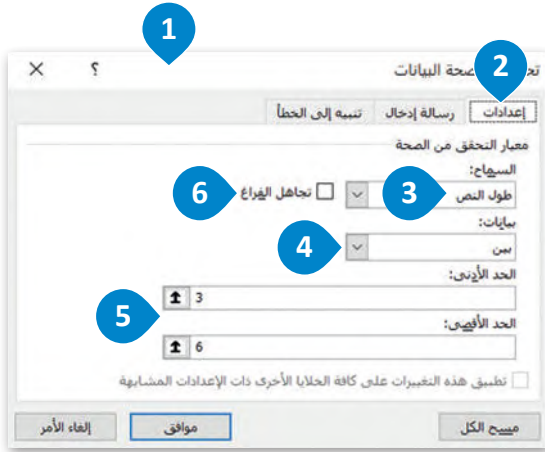 1
؟ ×
2 صحة البيانات
إعدادات رسالة إدخال تنبيه إلى الخطأ
معيار التحقق من الصحة
السماح:
طول النص 3 تجاهل الفراغ 6
بيانات:
بين 4
الحد الأدنى:
3
5
الحد الأقصى:
6
تطبيق هذه التغييرات على كافة الخلايا الأخرى ذات الإعدادات المشابهة
مسح الكل موافق إلغاء الأمر